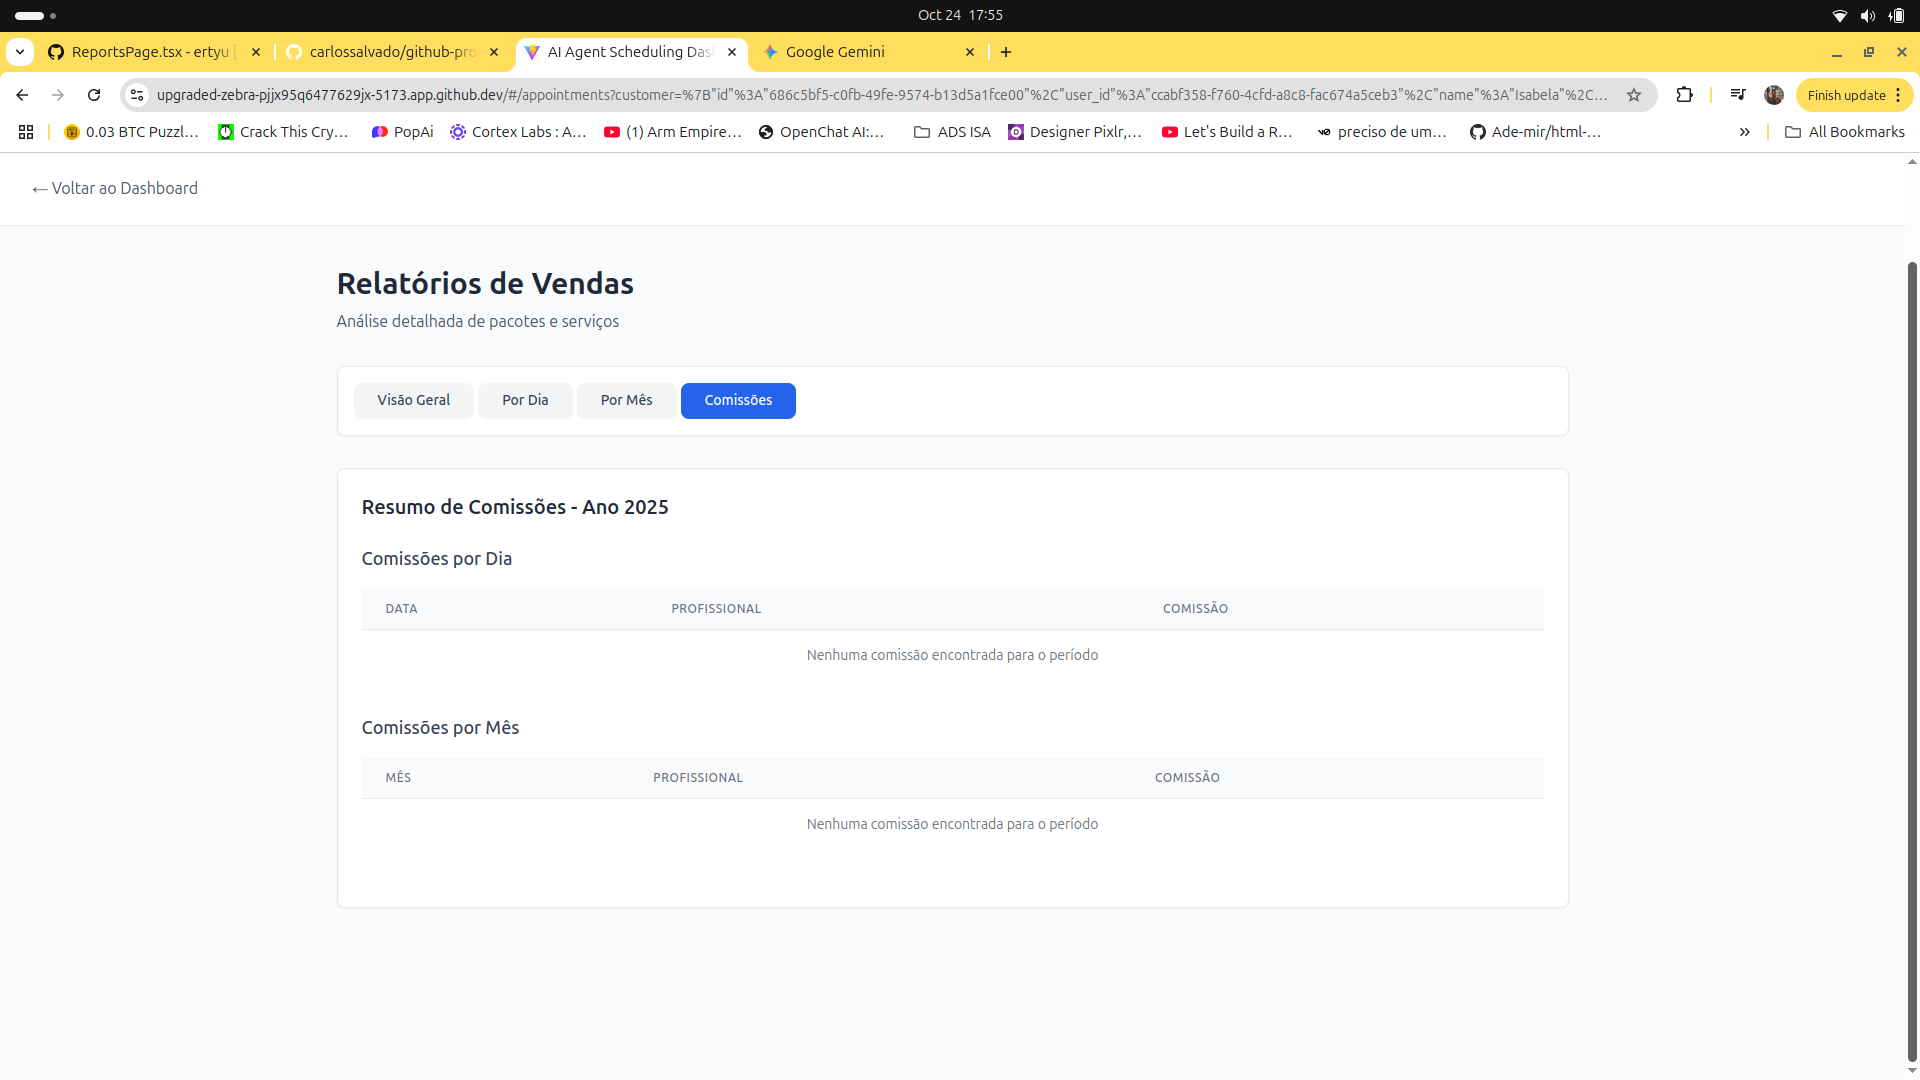 Oct 24 17:55
ReportsPage.tsx - ertyu [
carlossalvado/github-pro
AI Agent Scheduling Das
Google Gemini
upgraded-zebra-pjjx95q6477629jx-5173.app.github.dev/#/appointments?customer=%7B"id"%3A"686c5bf5-c0fb-49fe-9574-b13d5a1fce00"%2C"user_id"%3A"ccabf358-f760-4cfd-a8c8-fac674a5ceb3"%2C"name"%3A"Isabela"%2C...
Finish update
0.03 BTC Puzzl...
Crack This Cry...
PopAi
Cortex Labs : A...
(1) Arm Empire...
OpenChat AI:...
ADS ISA
Designer Pixlr,...
Let's Build a R...
preciso de um...
Ade-mir/html-...
All Bookmarks
← Voltar ao Dashboard
Relatórios de Vendas
Análise detalhada de pacotes e serviços
Visão Geral
Por Dia
Por Mês
Comissões
Resumo de Comissões - Ano 2025
Comissões por Dia
DATA PROFISSIONAL COMISSÃO
Nenhuma comissão encontrada para o período
Comissões por Mês
MÊS PROFISSIONAL COMISSÃO
Nenhuma comissão encontrada para o período